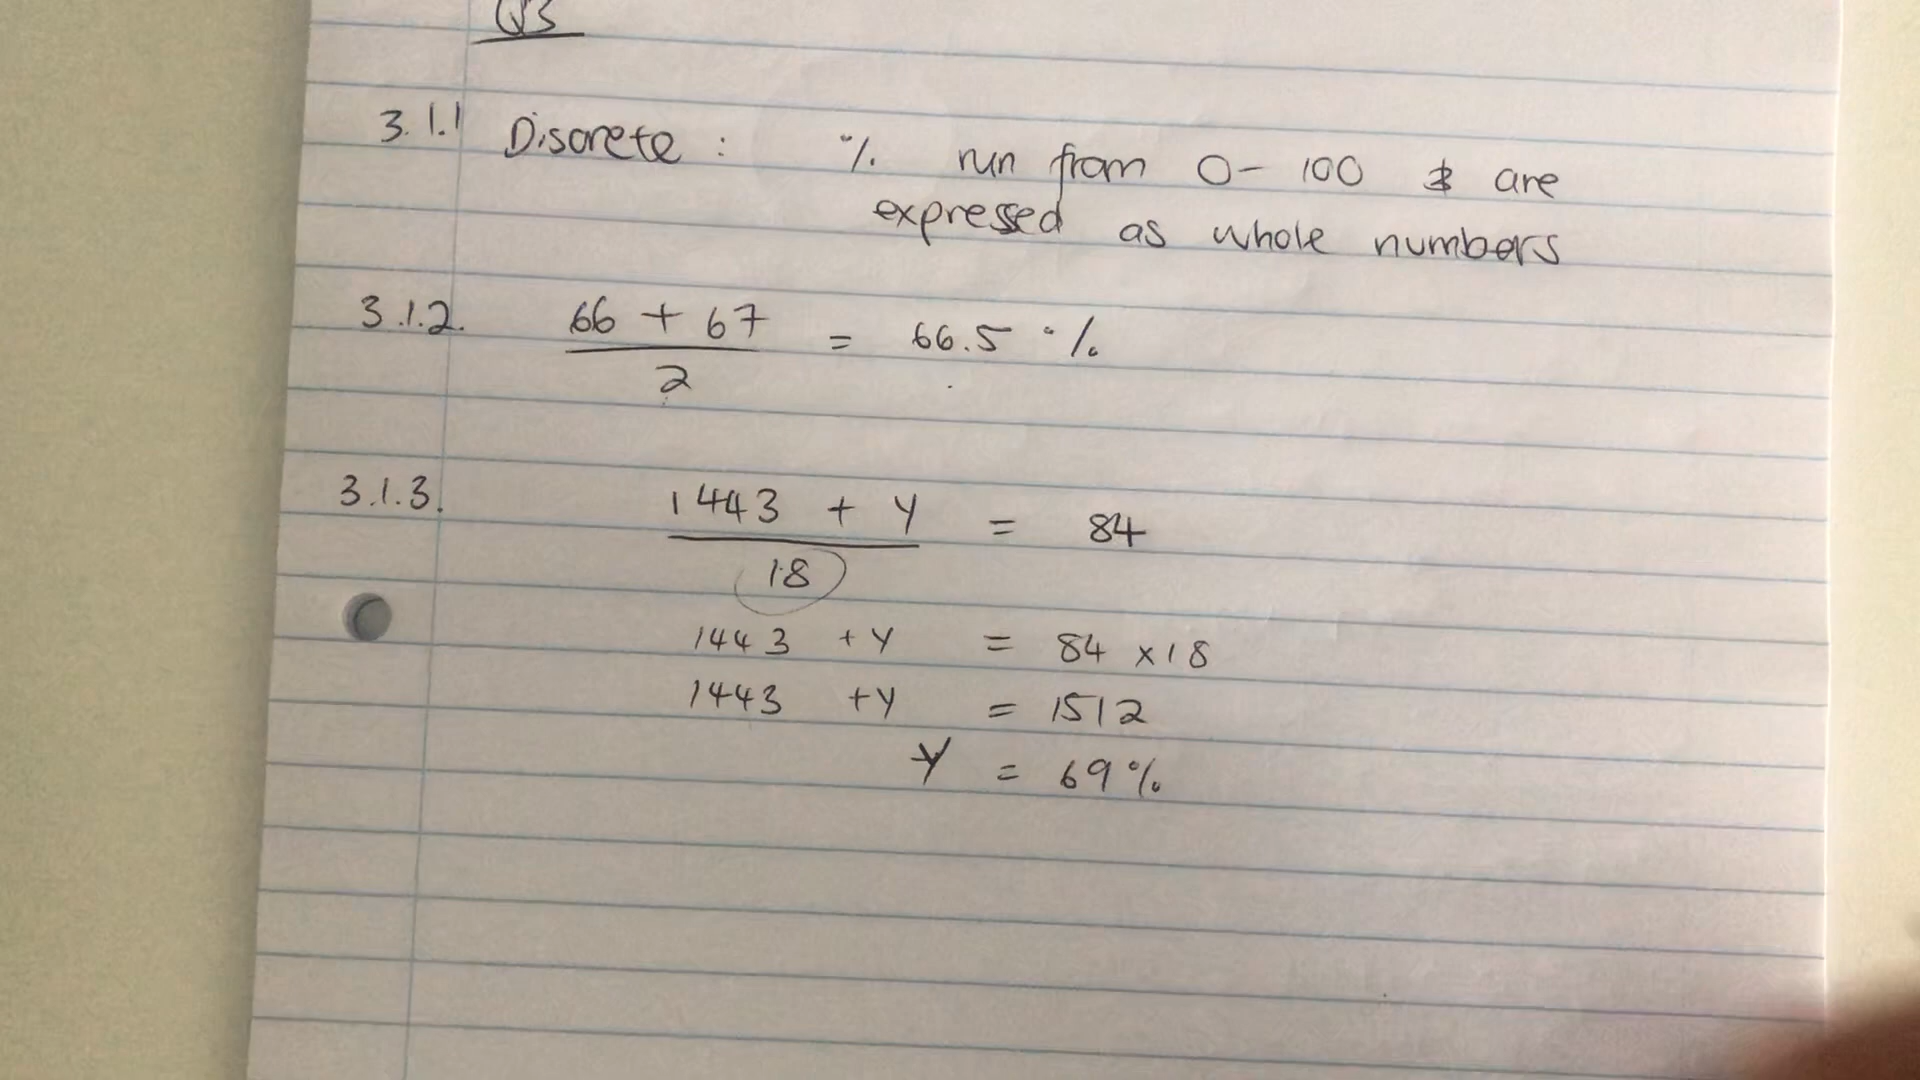 Q3
3.1.1 Discrete : % run from 0 - 100 & are
expressed as whole numbers
3.1.2. 66 + 67 = 66.5 %
2
3.1.3. 1443 + y = 84
18
1443 + y = 84 x 18
1443 + y = 1512
y = 69%